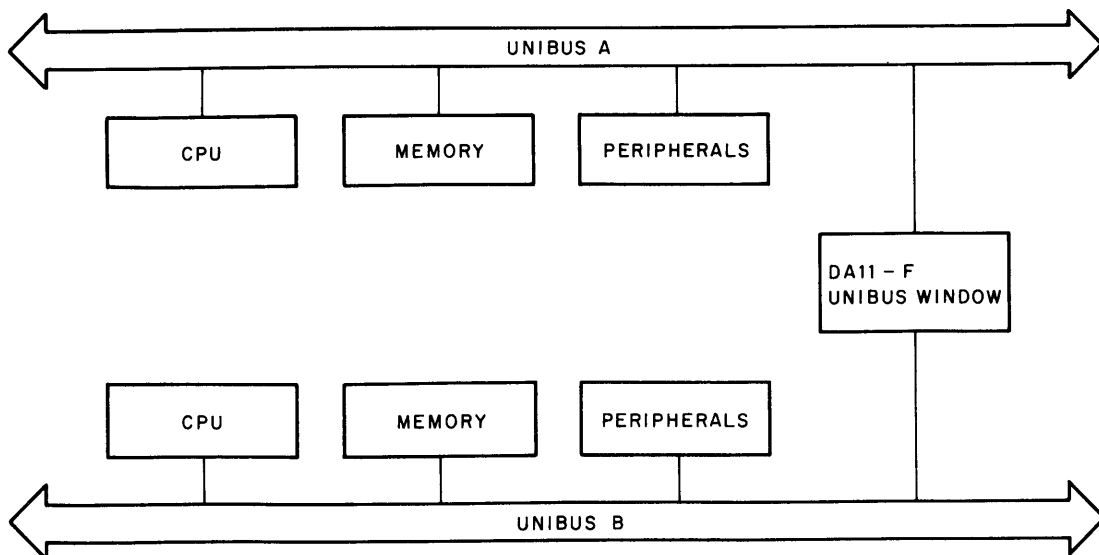 UNIBUS A
CPU
MEMORY
PERIPHERALS
DA11-F
UNIBUS WINDOW
CPU
MEMORY
PERIPHERALS
UNIBUS B